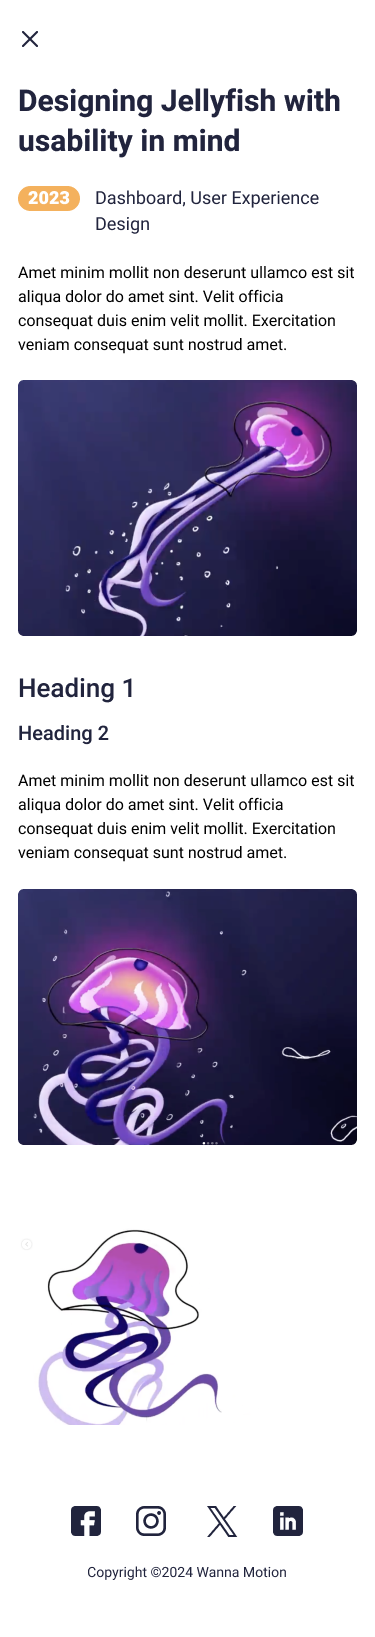 Designing Jellyfish with
usability in mind
2023
Dashboard, User Experience
Design
Amet minim mollit non deserunt ullamco est sit
aliqua dolor do amet sint. Velit officia
consequat duis enim velit mollit. Exercitation
veniam consequat sunt nostrud amet.
Heading 1
Heading 2
Amet minim mollit non deserunt ullamco est sit
aliqua dolor do amet sint. Velit officia
consequat duis enim velit mollit. Exercitation
veniam consequat sunt nostrud amet.
in
Copyright ©2024 Wanna Motion